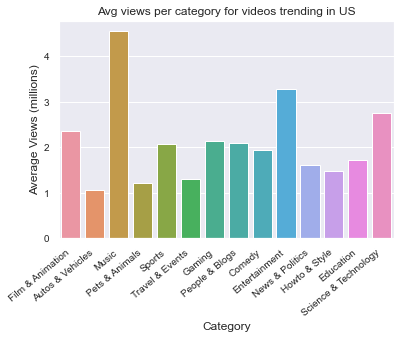 Avg views per category for videos trending in US
Average Views (millions)
4
3
2
1
0
Film & Animation
Autos & Vehicles
Music
Pets & Animals
Sports
Travel & Events
Gaming
People & Blogs
Comedy
Entertainment
News & Politics
Howto & Style
Education
Science & Technology
Category